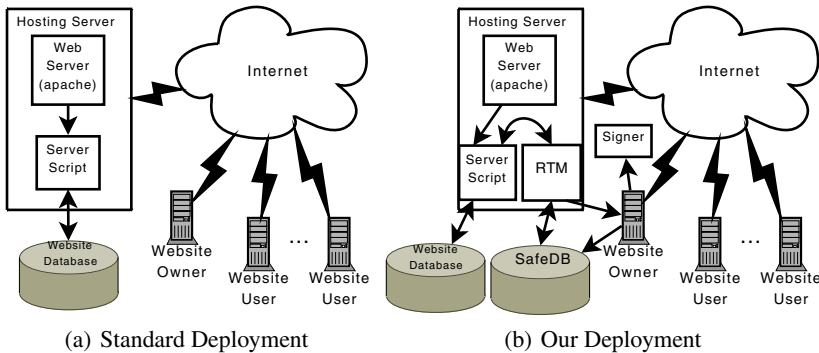 Hosting Server
Web
Server
(apache)
Server
Script
Website
Database
Internet
Website
Owner
Website
User
...
Website
User
(a) Standard Deployment
Hosting Server
Web
Server
(apache)
Server
Script
RTM
Signer
Internet
Website
Database
SafeDB
Website
Owner
Website
User
...
Website
User
(b) Our Deployment